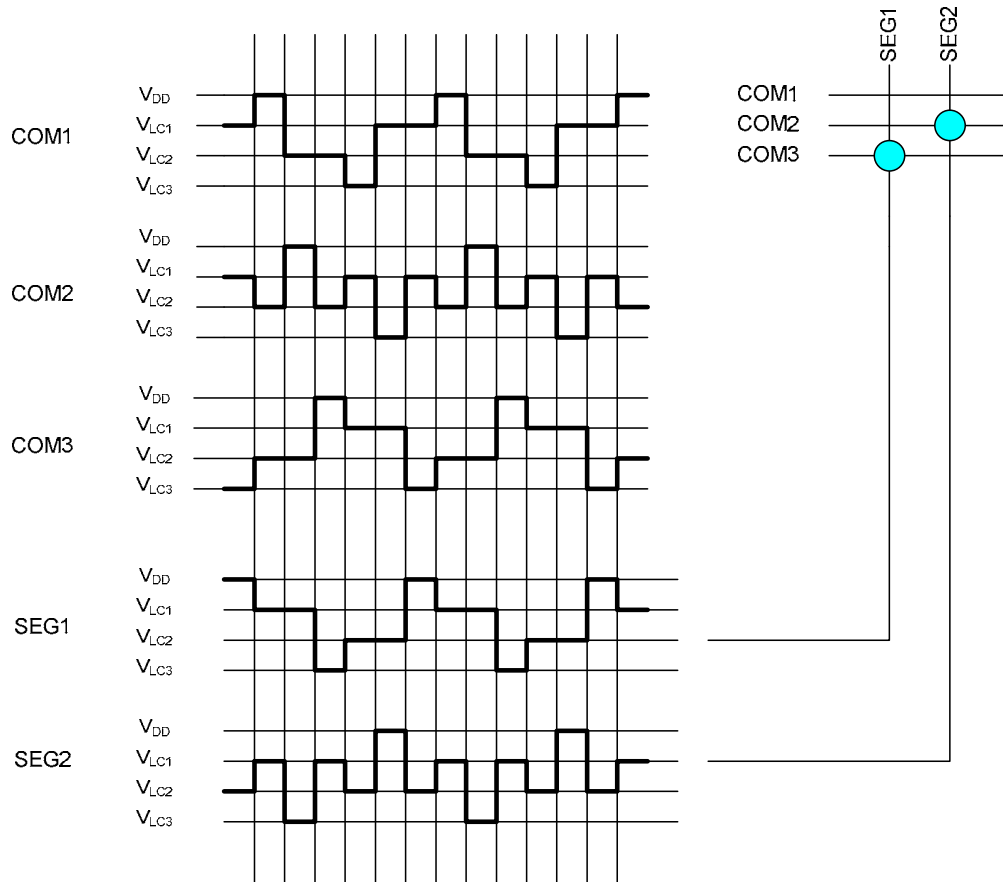 SEG1
SEG2
COM1
COM2
COM3
COM1
VDD
VLC1
VLC2
VLC3
COM2
VDD
VLC1
VLC2
VLC3
COM3
VDD
VLC1
VLC2
VLC3
SEG1
VDD
VLC1
VLC2
VLC3
SEG2
VDD
VLC1
VLC2
VLC3